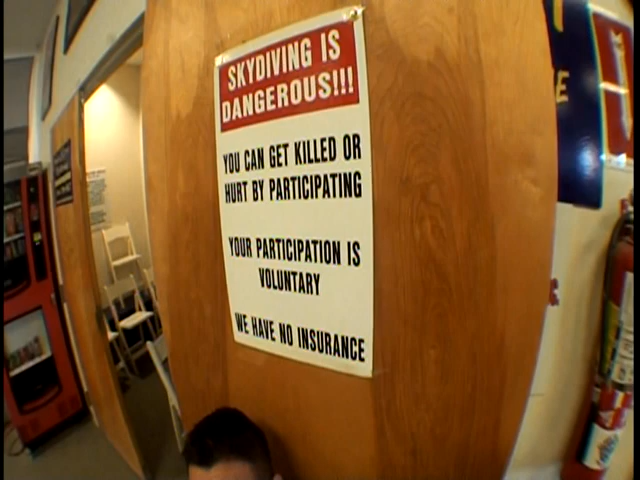 SKYDIVING IS
DANGEROUS!!!
YOU CAN GET KILLED OR
HURT BY PARTICIPATING
YOUR PARTICIPATION IS
VOLUNTARY
WE HAVE NO INSURANCE